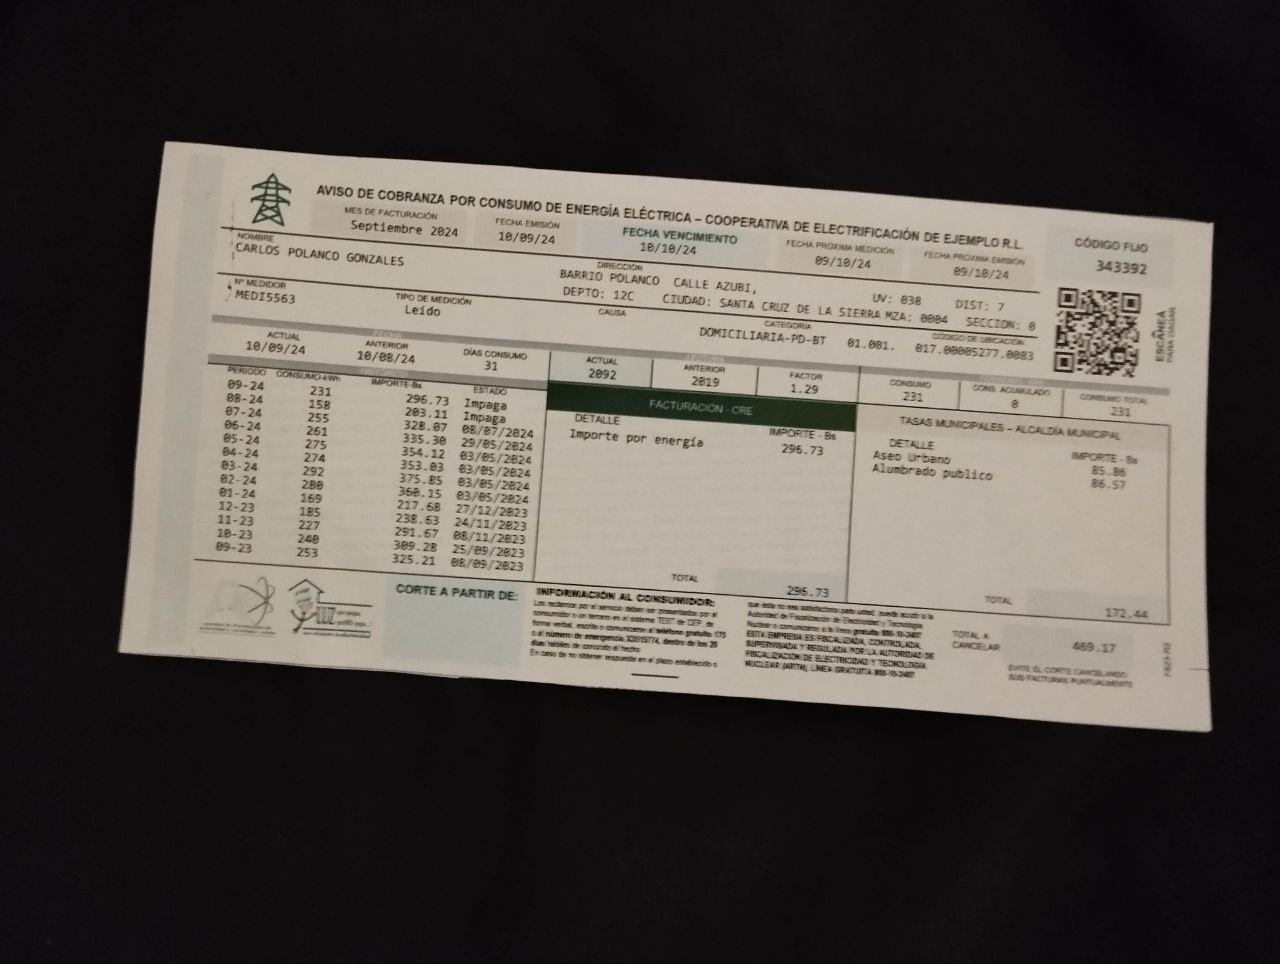 AVISO DE COBRANZA POR CONSUMO DE ENERGÍA ELÉCTRICA – COOPERATIVA DE ELECTRIFICACIÓN DE EJEMPLO R.L.
MES DE FACTURACIÓN
Septiembre 2024
FECHA EMISIÓN
10/09/24
FECHA VENCIMIENTO
10/10/24
FECHA PRÓXIMA MEDICIÓN
09/10/24
FECHA PRÓXIMA EMISIÓN
09/10/24
CÓDIGO FIJO
343392
NOMBRE
CARLOS POLANCO GONZALES
DIRECCIÓN
BARRIO POLANCO CALLE AZUBI,
UV: 038 DIST: 7
DEPTO: 12C CIUDAD: SANTA CRUZ DE LA SIERRA MZA: 0004 SECCION: 0
Nº MEDIDOR
MEDI5563
TIPO DE MEDICIÓN
Leído
CAUSA
CATEGORÍA
DOMICILIARIA-PD-BT 01.001.
CÓDIGO DE UBICACIÓN
017.00005277.0083
ESCANEA
PARA PAGAR
ACTUAL
10/09/24
FECHA
ANTERIOR
10/08/24
DÍAS CONSUMO
31
ACTUAL
2092
LECTURA
ANTERIOR
2019
FACTOR
1.29
CONSUMO
231
CONS. ACUMULADO
0
CONSUMO TOTAL
231
PERIODO CONSUMO-kWh IMPORTE-Bs ESTADO
09-24 231 296.73 Impaga
08-24 158 203.11 Impaga
07-24 255 328.07 08/07/2024
06-24 261 335.30 29/05/2024
05-24 275 354.12 03/05/2024
04-24 274 353.03 03/05/2024
03-24 292 375.85 03/05/2024
02-24 280 360.15 03/05/2024
01-24 169 217.68 27/12/2023
12-23 185 238.63 24/11/2023
11-23 227 291.67 08/11/2023
10-23 240 309.28 25/09/2023
09-23 253 325.21 08/09/2023
FACTURACIÓN - CRE
DETALLE IMPORTE - Bs
Importe por energía 296.73
TOTAL 296.73
TASAS MUNICIPALES – ALCALDÍA MUNICIPAL
DETALLE IMPORTE - Bs
Aseo Urbano 85.86
Alumbrado publico 86.57
TOTAL 172.44
CORTE A PARTIR DE:
INFORMACIÓN AL CONSUMIDOR:
Los reclamos por el servicio deben ser presentados por el
consumidor o un tercero en el sistema
forma verbal, escrita o comunicarse al teléfono gratuito 175
o al número de emergencia, dentro de los 20
días hábiles de conocido el hecho
En caso de no obtener respuesta en el plazo establecido o
que ésta no sea satisfactoria para usted, puede acudir a la
Autoridad de Fiscalización de Electricidad y Tecnología
Nuclear o comunicarse a la línea gratuita 800-10-2407
ESTA EMPRESA ES FISCALIZADA, CONTROLADA,
SUPERVISADA Y REGULADA POR LA AUTORIDAD DE
FISCALIZACIÓN DE ELECTRICIDAD Y TECNOLOGÍA
NUCLEAR (AETN), LÍNEA GRATUITA 800-10-2407
TOTAL A
CANCELAR
469.17
EVITE EL CORTE CANCELANDO
SUS FACTURAS PUNTUALMENTE